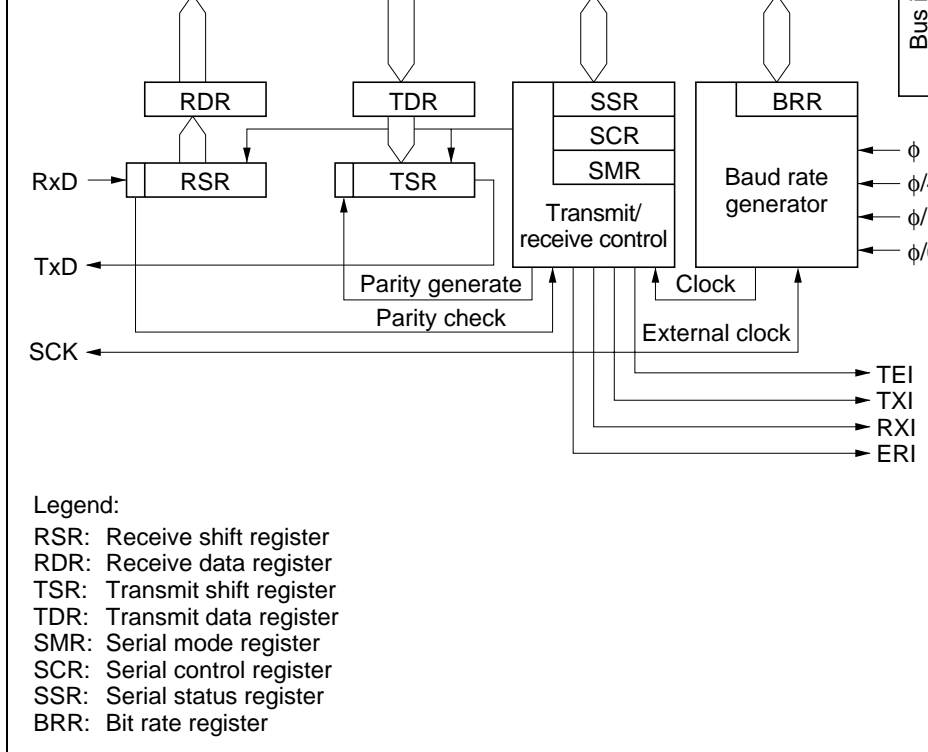 Bus
RDR
TDR
SSR
BRR
SCR
RxD
RSR
TSR
SMR
Baud rate
generator
ϕ
ϕ/
ϕ/
ϕ/
Transmit/
receive control
TxD
Parity generate
Clock
Parity check
External clock
SCK
TEI
TXI
RXI
ERI
Legend:
RSR: Receive shift register
RDR: Receive data register
TSR: Transmit shift register
TDR: Transmit data register
SMR: Serial mode register
SCR: Serial control register
SSR: Serial status register
BRR: Bit rate register